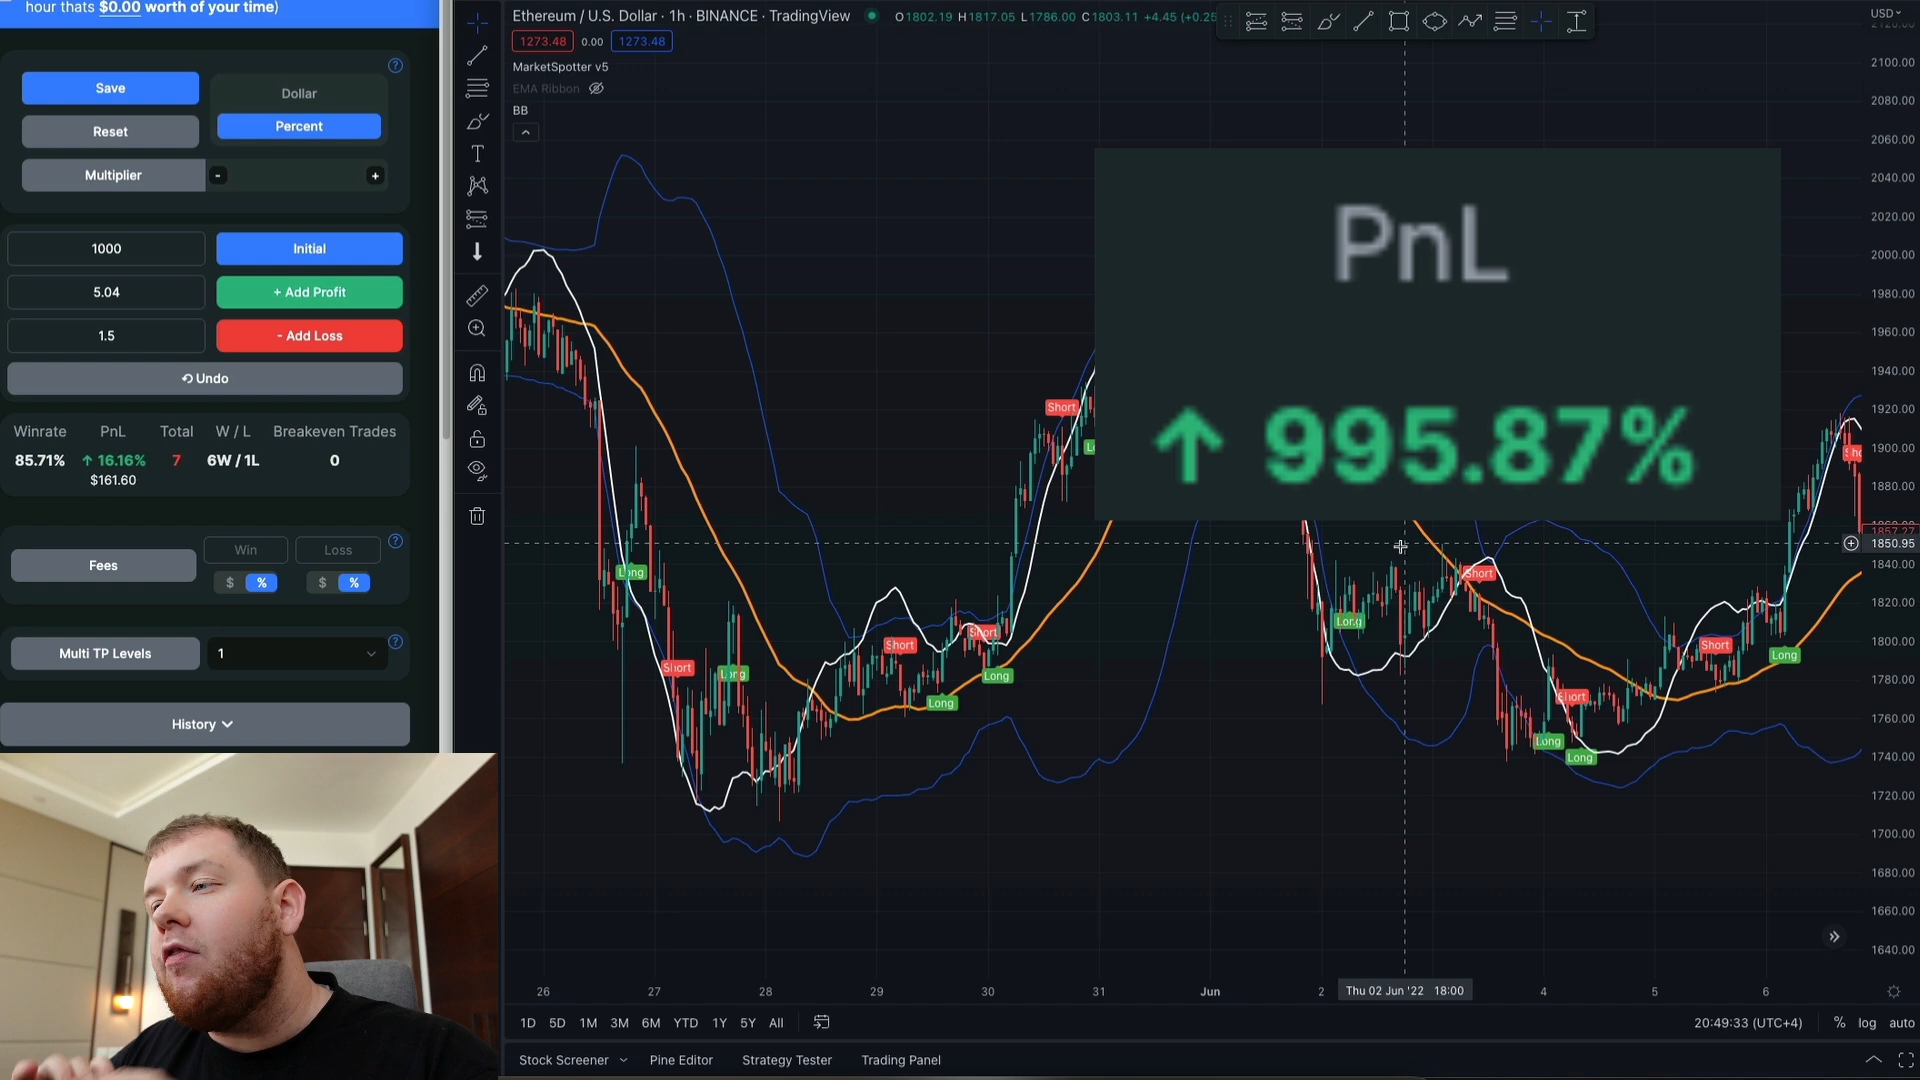 hour thats $0.00 worth of your time)
Save
Dollar
Reset
Percent
Multiplier
-
+
1000
Initial
5.04
+ Add Profit
1.5
- Add Loss
Undo
Winrate PnL Total W / L Breakeven Trades
85.71% ↑ 16.16% 7 6W / 1L 0
$161.60
Fees
Win
Loss
$ %
$ %
Multi TP Levels
1
History
Ethereum / U.S. Dollar · 1h · BINANCE · TradingView
O1802.19 H1817.05 L1786.00 C1803.11 +4.45 (+0.25
1273.48 0.00 1273.48
MarketSpotter v5
EMA Ribbon
BB
PnL
↑ 995.87%
Short
Long
Short
Long
Short
Long
Short
Long
Long
Short
Short
Long
Long
Short
Short
Long
USD
2100.00
2080.00
2060.00
2040.00
2020.00
2000.00
1980.00
1960.00
1940.00
1920.00
1900.00
1880.00
1857.27
1850.95
1840.00
1820.00
1800.00
1780.00
1760.00
1740.00
1720.00
1700.00
1680.00
1660.00
1640.00
26 27 28 29 30 31 Jun 2 Thu 02 Jun '22 18:00 4 5 6
1D 5D 1M 3M 6M YTD 1Y 5Y All
20:49:33 (UTC+4) % log auto
Stock Screener Pine Editor Strategy Tester Trading Panel